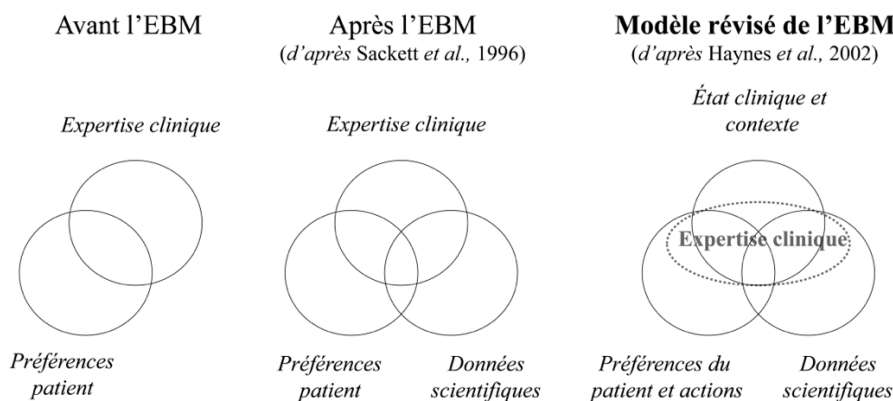 Avant l'EBM
Après l'EBM
(d'après Sackett et al., 1996)
Modèle révisé de l'EBM
(d'après Haynes et al., 2002)
Expertise clinique
Expertise clinique
État clinique et
contexte
Expertise clinique
Préférences
patient
Préférences
patient
Données
scientifiques
Préférences du
patient et actions
Données
scientifiques